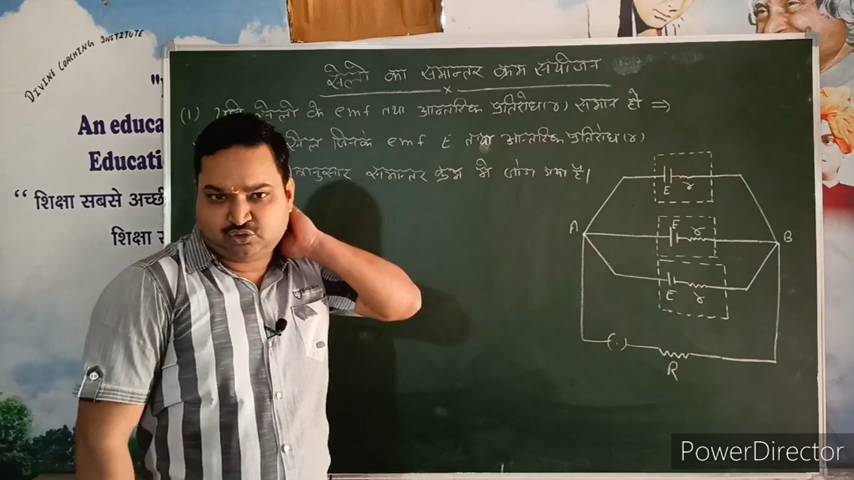 DIVINE COACHING INSTITUTE
An educa
Educati
“ शिक्षा सबसे अच्छ
शिक्षा स
सेलो का समान्तर क्रम संयोजन
(1) यदि सेलो के emf तथा आन्तरिक प्रतिरोध(r) समान हो ⇒
जिनके emf E तथा आन्तरिक प्रतिरोध(r)
समान्तर क्रम में जोडा गया है।
E r
A E r B
E r
R
PowerDirector